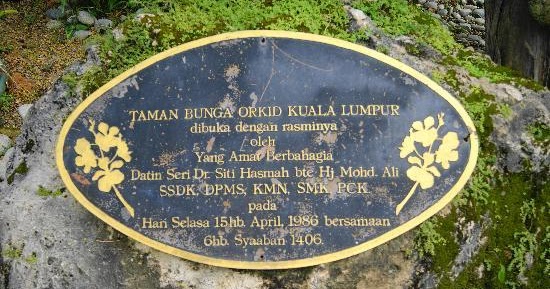 TAMAN BUNGA ORKID KUALA LUMPUR
dibuka dengan rasminya
oleh
Yang Amat Berbahagia
Datin Seri Dr. Siti Hasmah bte Hj Mohd. Ali
SSDK, DPMS, KMN, SMK, PCK.
pada
Hari Selasa 15hb. April, 1986 bersamaan
6hb. Syaaban 1406.